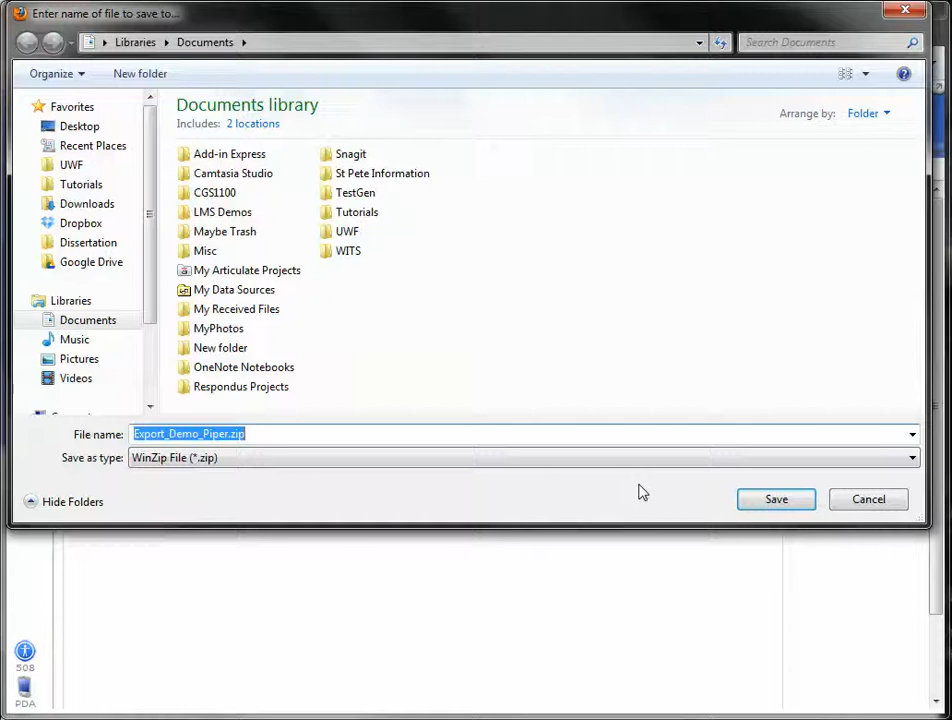 Enter name of file to save to...
Libraries Documents
Search Documents
Organize New folder
Documents library
Includes: 2 locations
Arrange by: Folder
Favorites
Desktop
Recent Places
UWF
Tutorials
Downloads
Dropbox
Dissertation
Google Drive
Libraries
Documents
Music
Pictures
Videos
Add-in Express
Camtasia Studio
CGS1100
LMS Demos
Maybe Trash
Misc
My Articulate Projects
My Data Sources
My Received Files
MyPhotos
New folder
OneNote Notebooks
Respondus Projects
Snagit
St Pete Information
TestGen
Tutorials
UWF
WITS
File name: Export_Demo_Piper.zip
Save as type: WinZip File (*.zip)
Hide Folders
Save Cancel
508
PDA